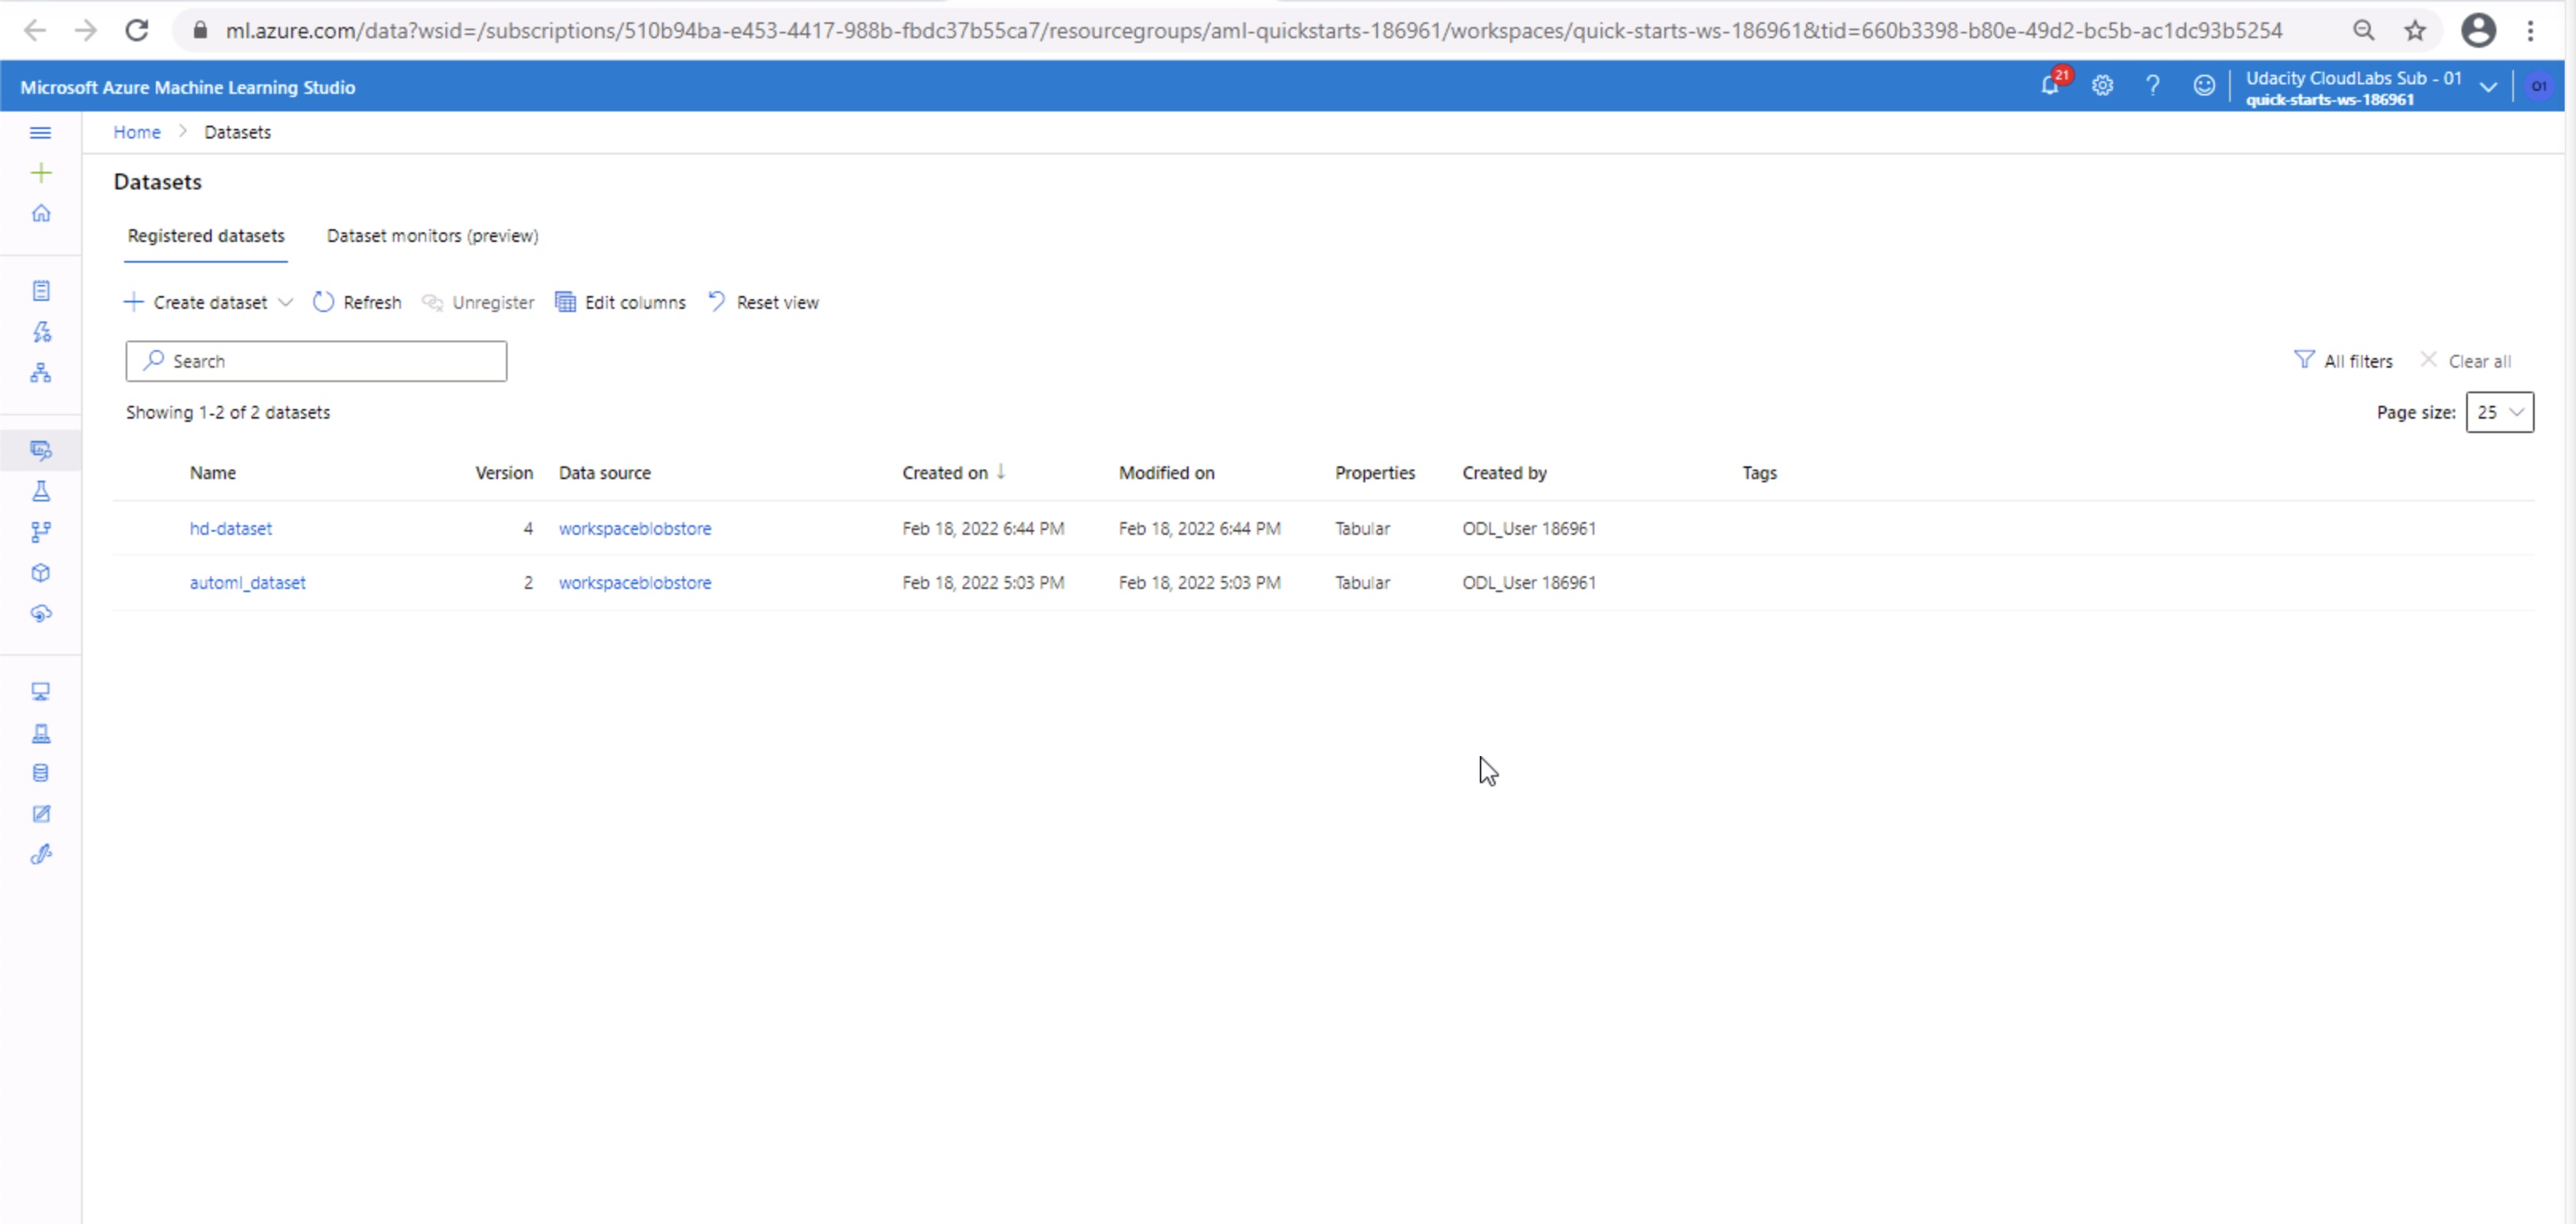 ml.azure.com/data?wsid=/subscriptions/510b94ba-e453-4417-988b-fbdc37b55ca7/resourcegroups/aml-quickstarts-186961/workspaces/quick-starts-ws-186961&tid=660b3398-b80e-49d2-bc5b-ac1dc93b5254
Microsoft Azure Machine Learning Studio
21
Udacity CloudLabs Sub - 01
quick-starts-ws-186961
O1
Home > Datasets
Datasets
Registered datasets Dataset monitors (preview)
Create dataset Refresh Unregister Edit columns Reset view
Search
All filters Clear all
Showing 1-2 of 2 datasets
Page size: 25
Name Version Data source Created on ↓ Modified on Properties Created by Tags
hd-dataset 4 workspaceblobstore Feb 18, 2022 6:44 PM Feb 18, 2022 6:44 PM Tabular ODL_User 186961
automl_dataset 2 workspaceblobstore Feb 18, 2022 5:03 PM Feb 18, 2022 5:03 PM Tabular ODL_User 186961